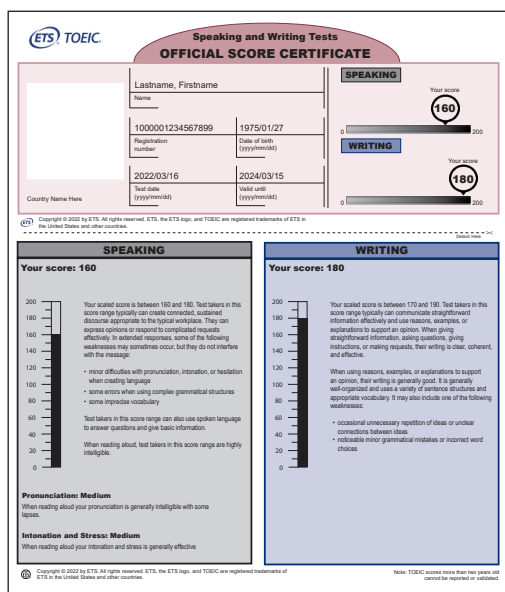 ETS TOEIC.
Speaking and Writing Tests
OFFICIAL SCORE CERTIFICATE
Lastname, Firstname
Name
1000001234567899
Registration
number
1975/01/27
Date of birth
(yyyy/mm/dd)
2022/03/16
Test date
(yyyy/mm/dd)
2024/03/15
Valid until
(yyyy/mm/dd)
Country Name Here
SPEAKING
Your score
160
0 200
WRITING
Your score
180
0 200
ETS
Copyright © 2022 by ETS. All rights reserved. ETS, the ETS logo, and TOEIC are registered trademarks of ETS in
the United States and other countries.
Detach Here
SPEAKING
Your score: 160
200
180
160
140
120
100
80
60
40
20
0
Your scaled score is between 160 and 180. Test takers in this
score range typically can create connected, sustained
discourse appropriate to the typical workplace. They can
express opinions or respond to complicated requests
effectively. In extended responses, some of the following
weaknesses may sometimes occur, but they do not interfere
with the message:
• minor difficulties with pronunciation, intonation, or hesitation
when creating language
• some errors when using complex grammatical structures
• some imprecise vocabulary
Test takers in this score range can also use spoken language
to answer questions and give basic information.
When reading aloud, test takers in this score range are highly
intelligible.
Pronunciation: Medium
When reading aloud your pronunciation is generally intelligible with some
lapses.
Intonation and Stress: Medium
When reading aloud your intonation and stress is generally effective
WRITING
Your score: 180
200
180
160
140
120
100
80
60
40
20
0
Your scaled score is between 170 and 190. Test takers in this
score range typically can communicate straightforward
information effectively and use reasons, examples, or
explanations to support an opinion. When giving
straightforward information, asking questions, giving
instructions, or making requests, their writing is clear, coherent,
and effective.
When using reasons, examples, or explanations to support
an opinion, their writing is generally good. It is generally
well-organized and uses a variety of sentence structures and
appropriate vocabulary. It may also include one of the following
weaknesses:
• occasional unnecessary repetition of ideas or unclear
connections between ideas
• noticeable minor grammatical mistakes or incorrect word
choices
ETS
Copyright © 2022 by ETS. All rights reserved. ETS, the ETS logo, and TOEIC are registered trademarks of
ETS in the United States and other countries.
Note: TOEIC scores more than two years old
cannot be reported or validated.